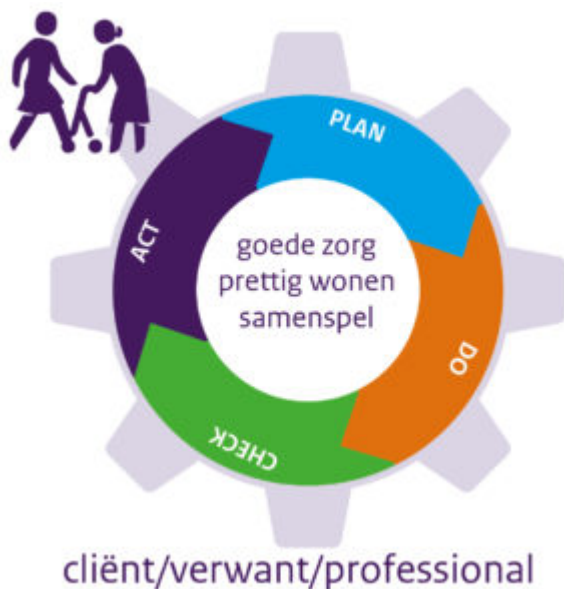 PLAN
ACT
goede zorg
prettig wonen
samenspel
DO
CHECK
cliënt/verwant/professional